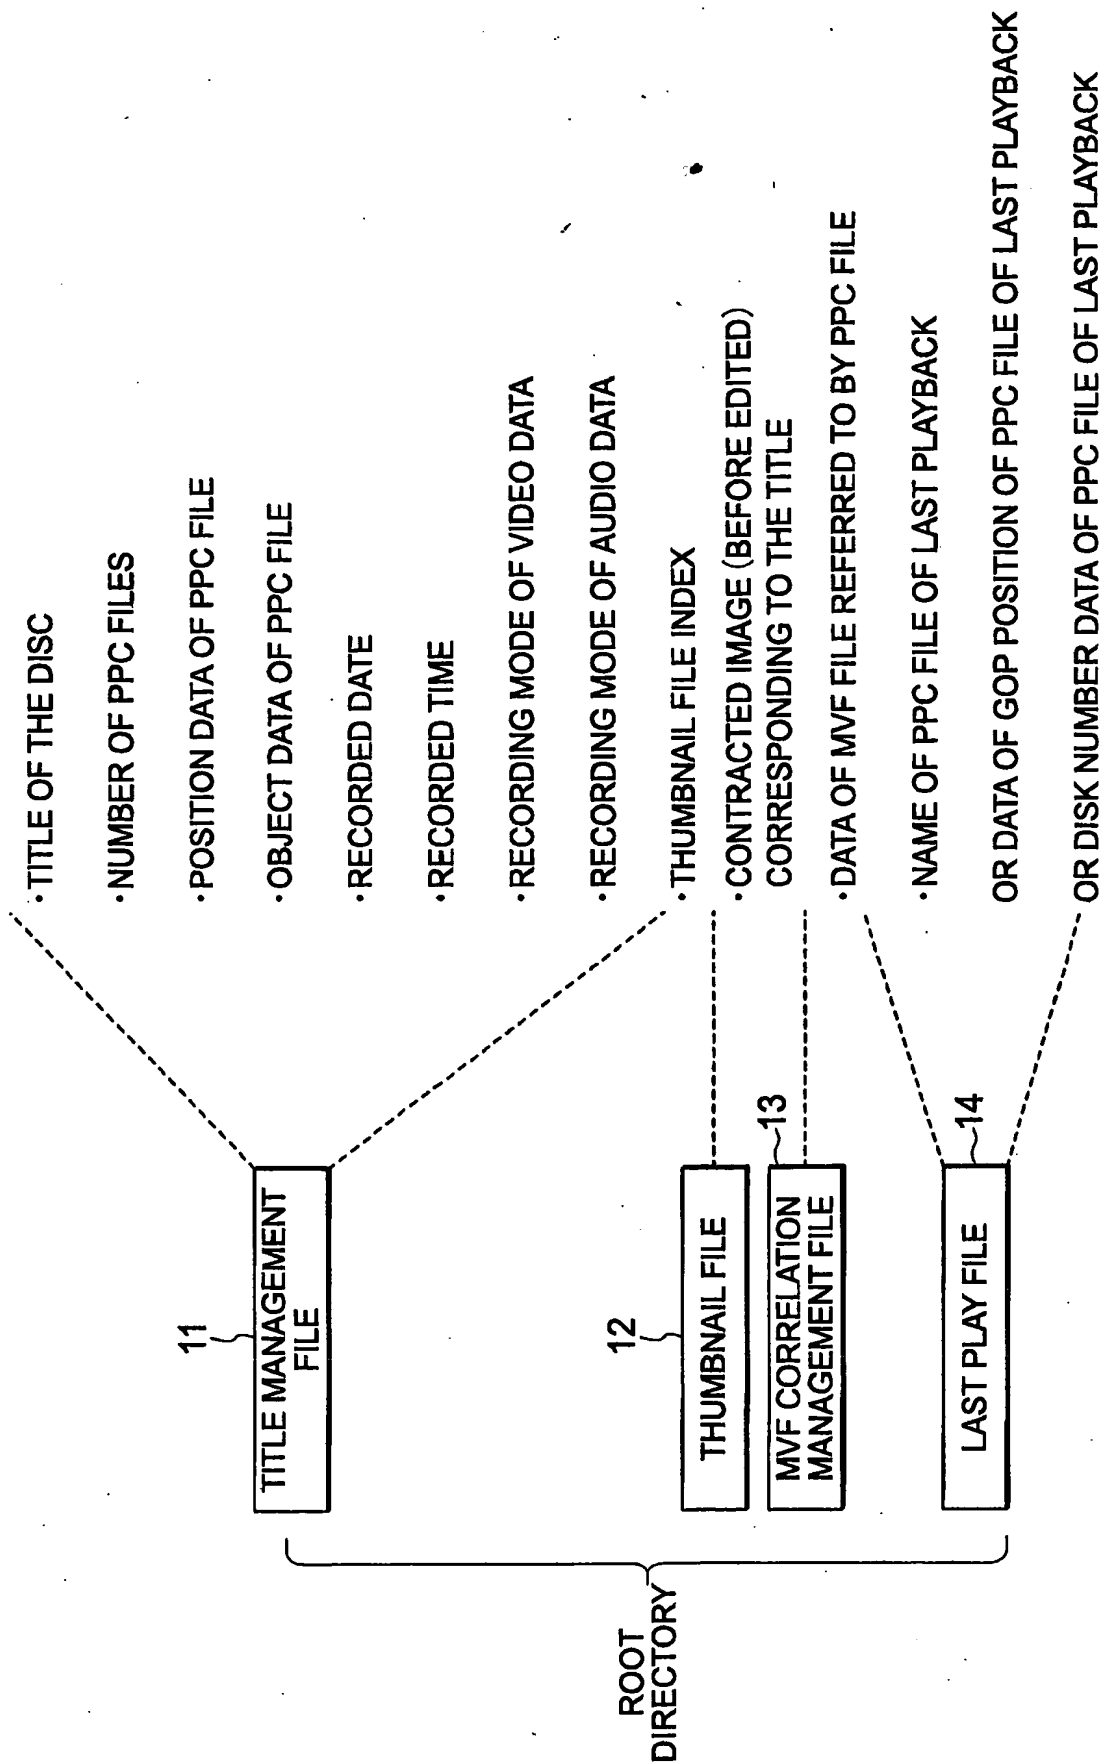 ROOT
DIRECTORY
11
TITLE MANAGEMENT
FILE
12
THUMBNAIL FILE
13
MVF CORRELATION
MANAGEMENT FILE
14
LAST PLAY FILE
・TITLE OF THE DISC
・NUMBER OF PPC FILES
・POSITION DATA OF PPC FILE
・OBJECT DATA OF PPC FILE
・RECORDED DATE
・RECORDED TIME
・RECORDING MODE OF VIDEO DATA
・RECORDING MODE OF AUDIO DATA
・THUMBNAIL FILE INDEX
・CONTRACTED IMAGE (BEFORE EDITED)
CORRESPONDING TO THE TITLE
・DATA OF MVF FILE REFERRED TO BY PPC FILE
・NAME OF PPC FILE OF LAST PLAYBACK
OR DATA OF GOP POSITION OF PPC FILE OF LAST PLAYBACK
OR DISK NUMBER DATA OF PPC FILE OF LAST PLAYBACK